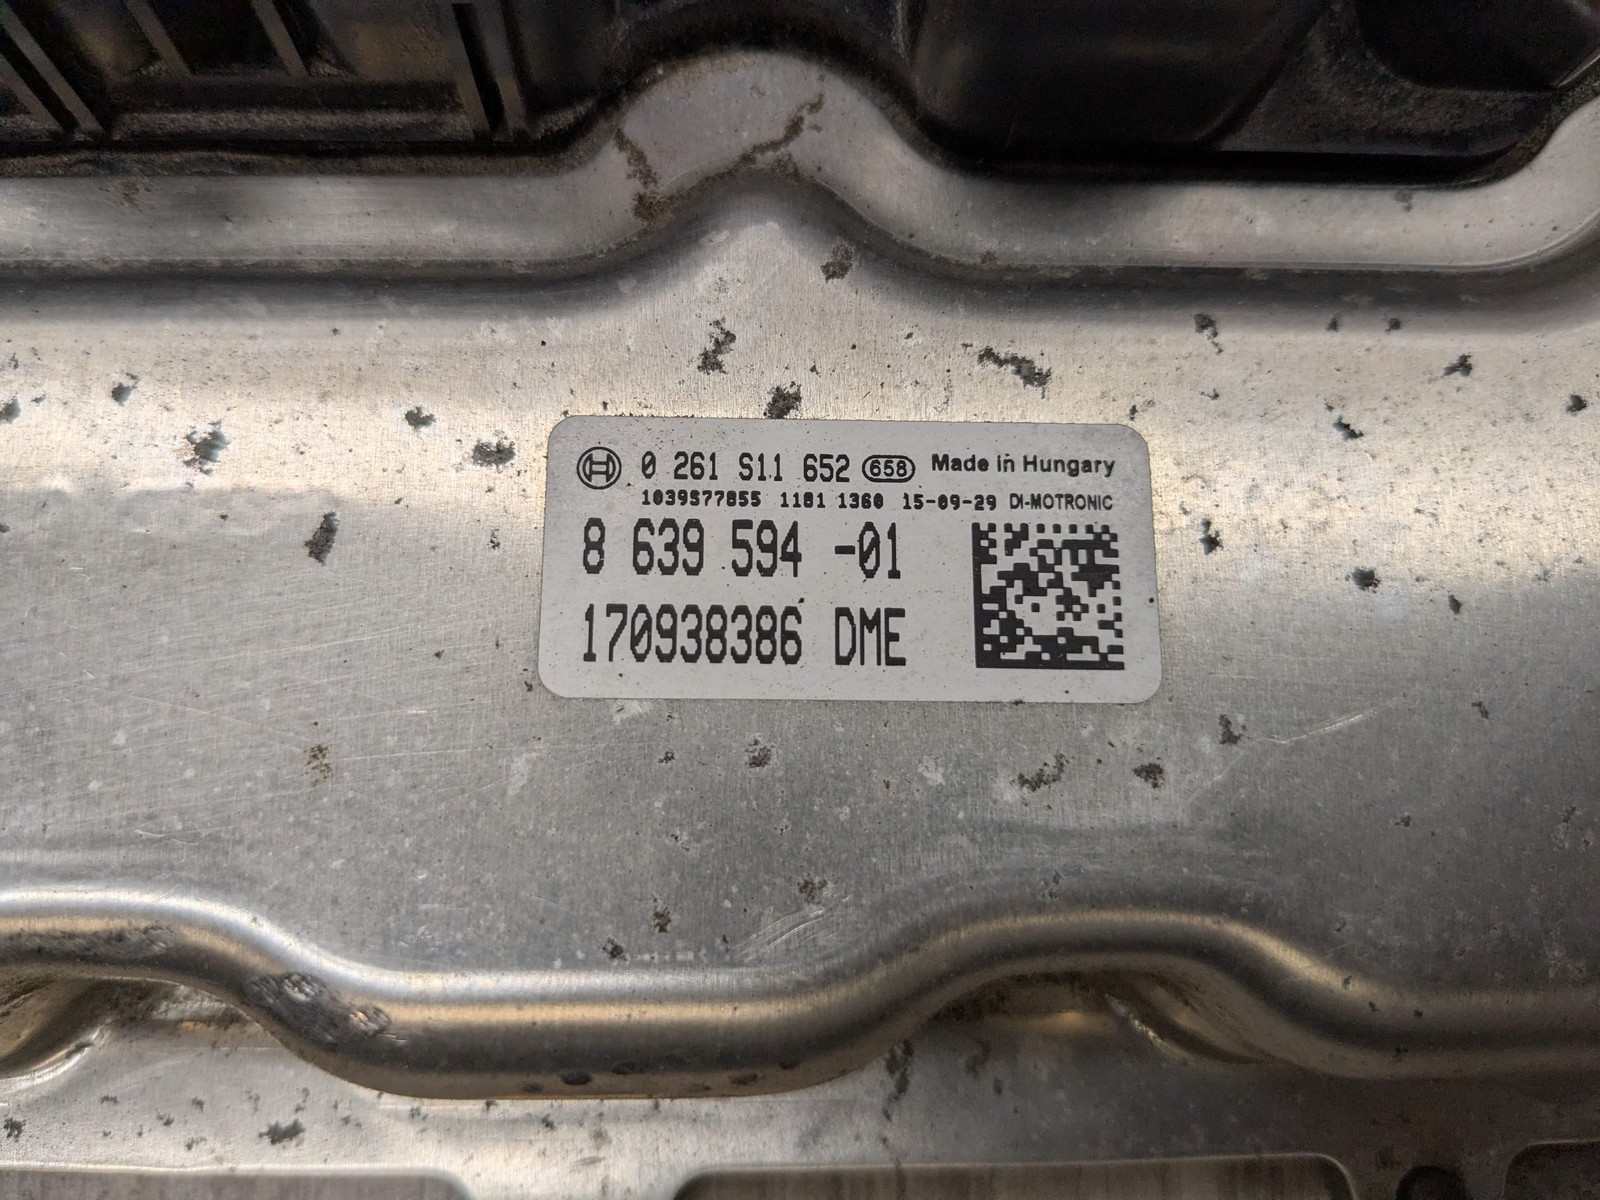 0 261 S11 652 658 Made in Hungary
1039S77855 1181 1360 15-09-29 DI-MOTRONIC
8 639 594 -01
170938386 DME